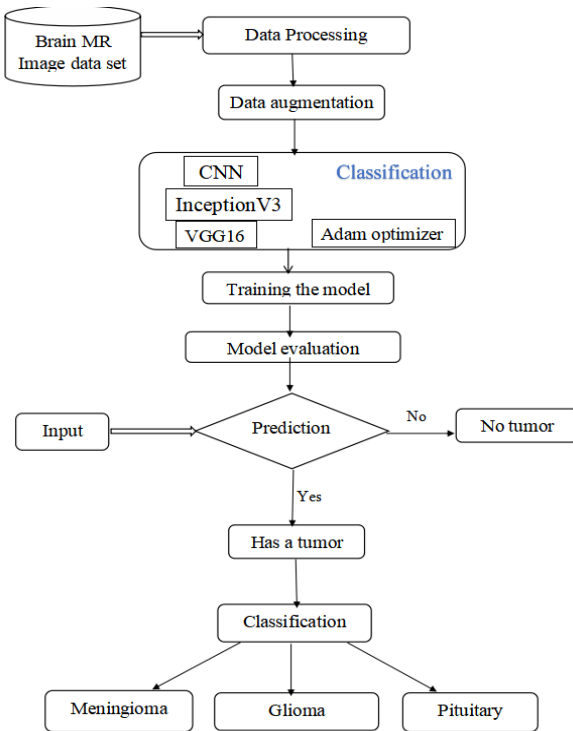 Brain MR
Image data set
Data Processing
Data augmentation
CNN
Classification
InceptionV3
VGG16
Adam optimizer
Training the model
Model evaluation
Input
Prediction
No
No tumor
Yes
Has a tumor
Classification
Meningioma
Glioma
Pituitary